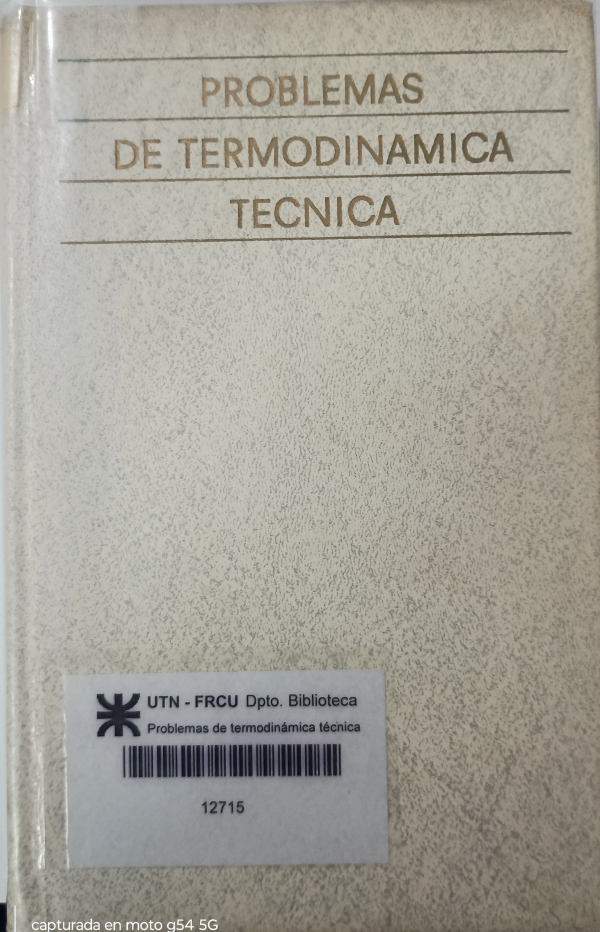 PROBLEMAS
DE TERMODINAMICA
TECNICA
UTN - FRCU Dpto. Biblioteca
Problemas de termodinámica técnica
12715
capturada en moto g54 5G